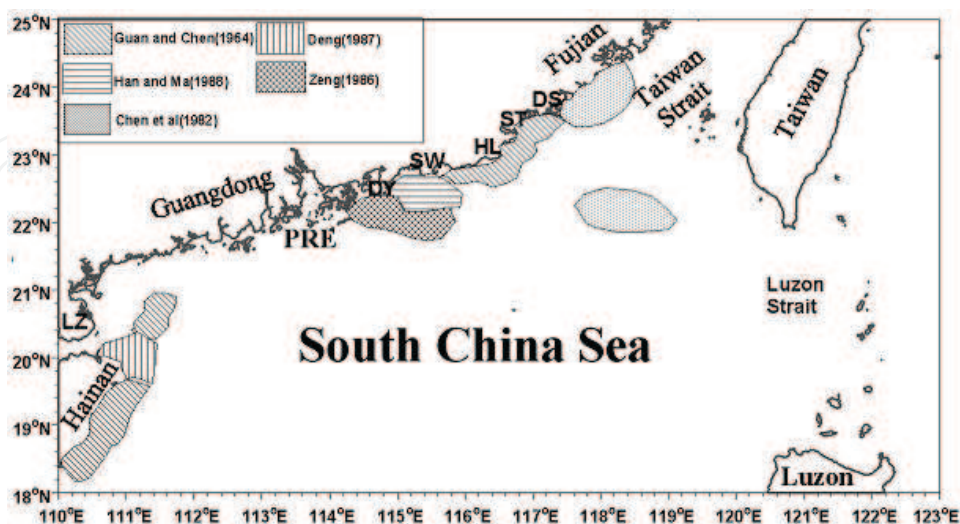 25°N
24°N
23°N
22°N
21°N
20°N
19°N
18°N
Guan and Chen(1964)
Deng(1987)
Han and Ma(1988)
Zeng(1986)
Chen et al(1982)
Fujian
Taiwan
Strait
Taiwan
DS
ST
HL
SW
DY
Guangdong
PRE
LZ
Hainan
South China Sea
Luzon
Strait
Luzon
110°E 111°E 112°E 113°E 114°E 115°E 116°E 117°E 118°E 119°E 120°E 121°E 122°E 123°E